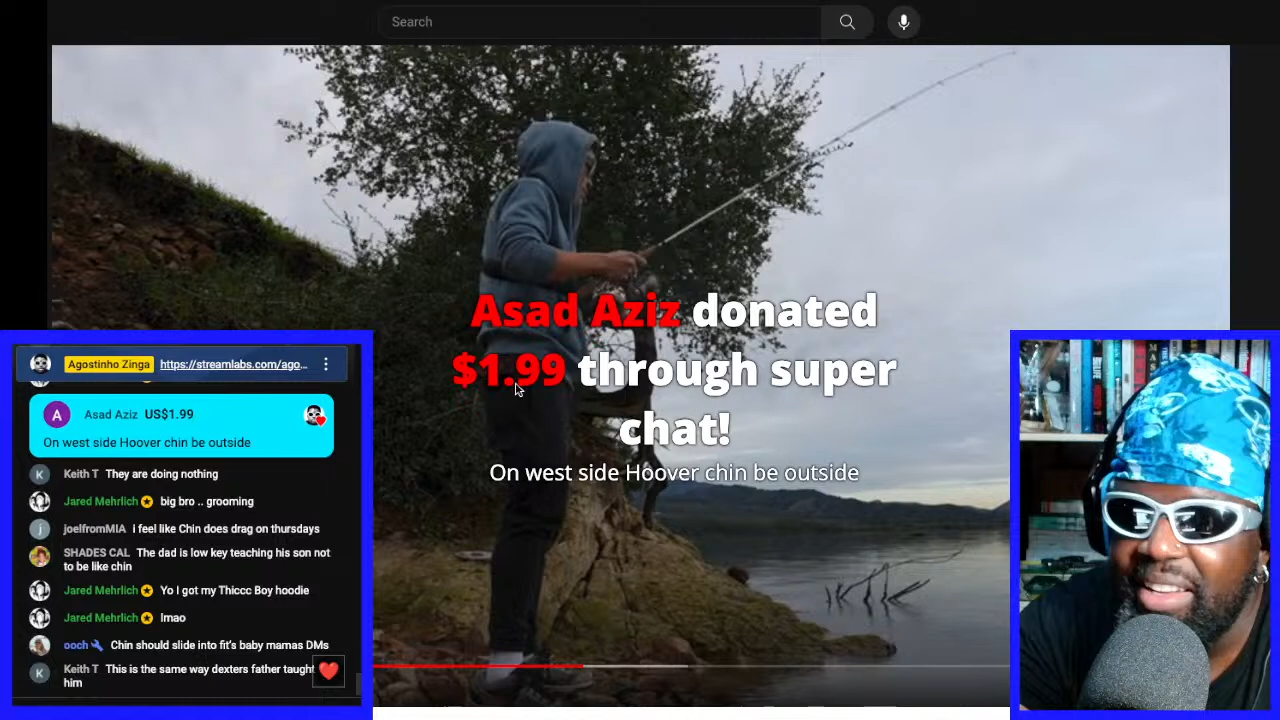 Search
Asad Aziz donated
$1.99 through super
chat!
On west side Hoover chin be outside
Agostinho Zinga https://streamlabs.com/ago...
A Asad Aziz US$1.99
On west side Hoover chin be outside
K Keith T They are doing nothing
Jared Mehrlich big bro .. grooming
j joelfromMIA i feel like Chin does drag on thursdays
SHADES CAL The dad is low key teaching his son not
to be like chin
Jared Mehrlich Yo I got my Thiccc Boy hoodie
Jared Mehrlich lmao
ooch Chin should slide into fit's baby mamas DMs
K Keith T This is the same way dexters father taught
him